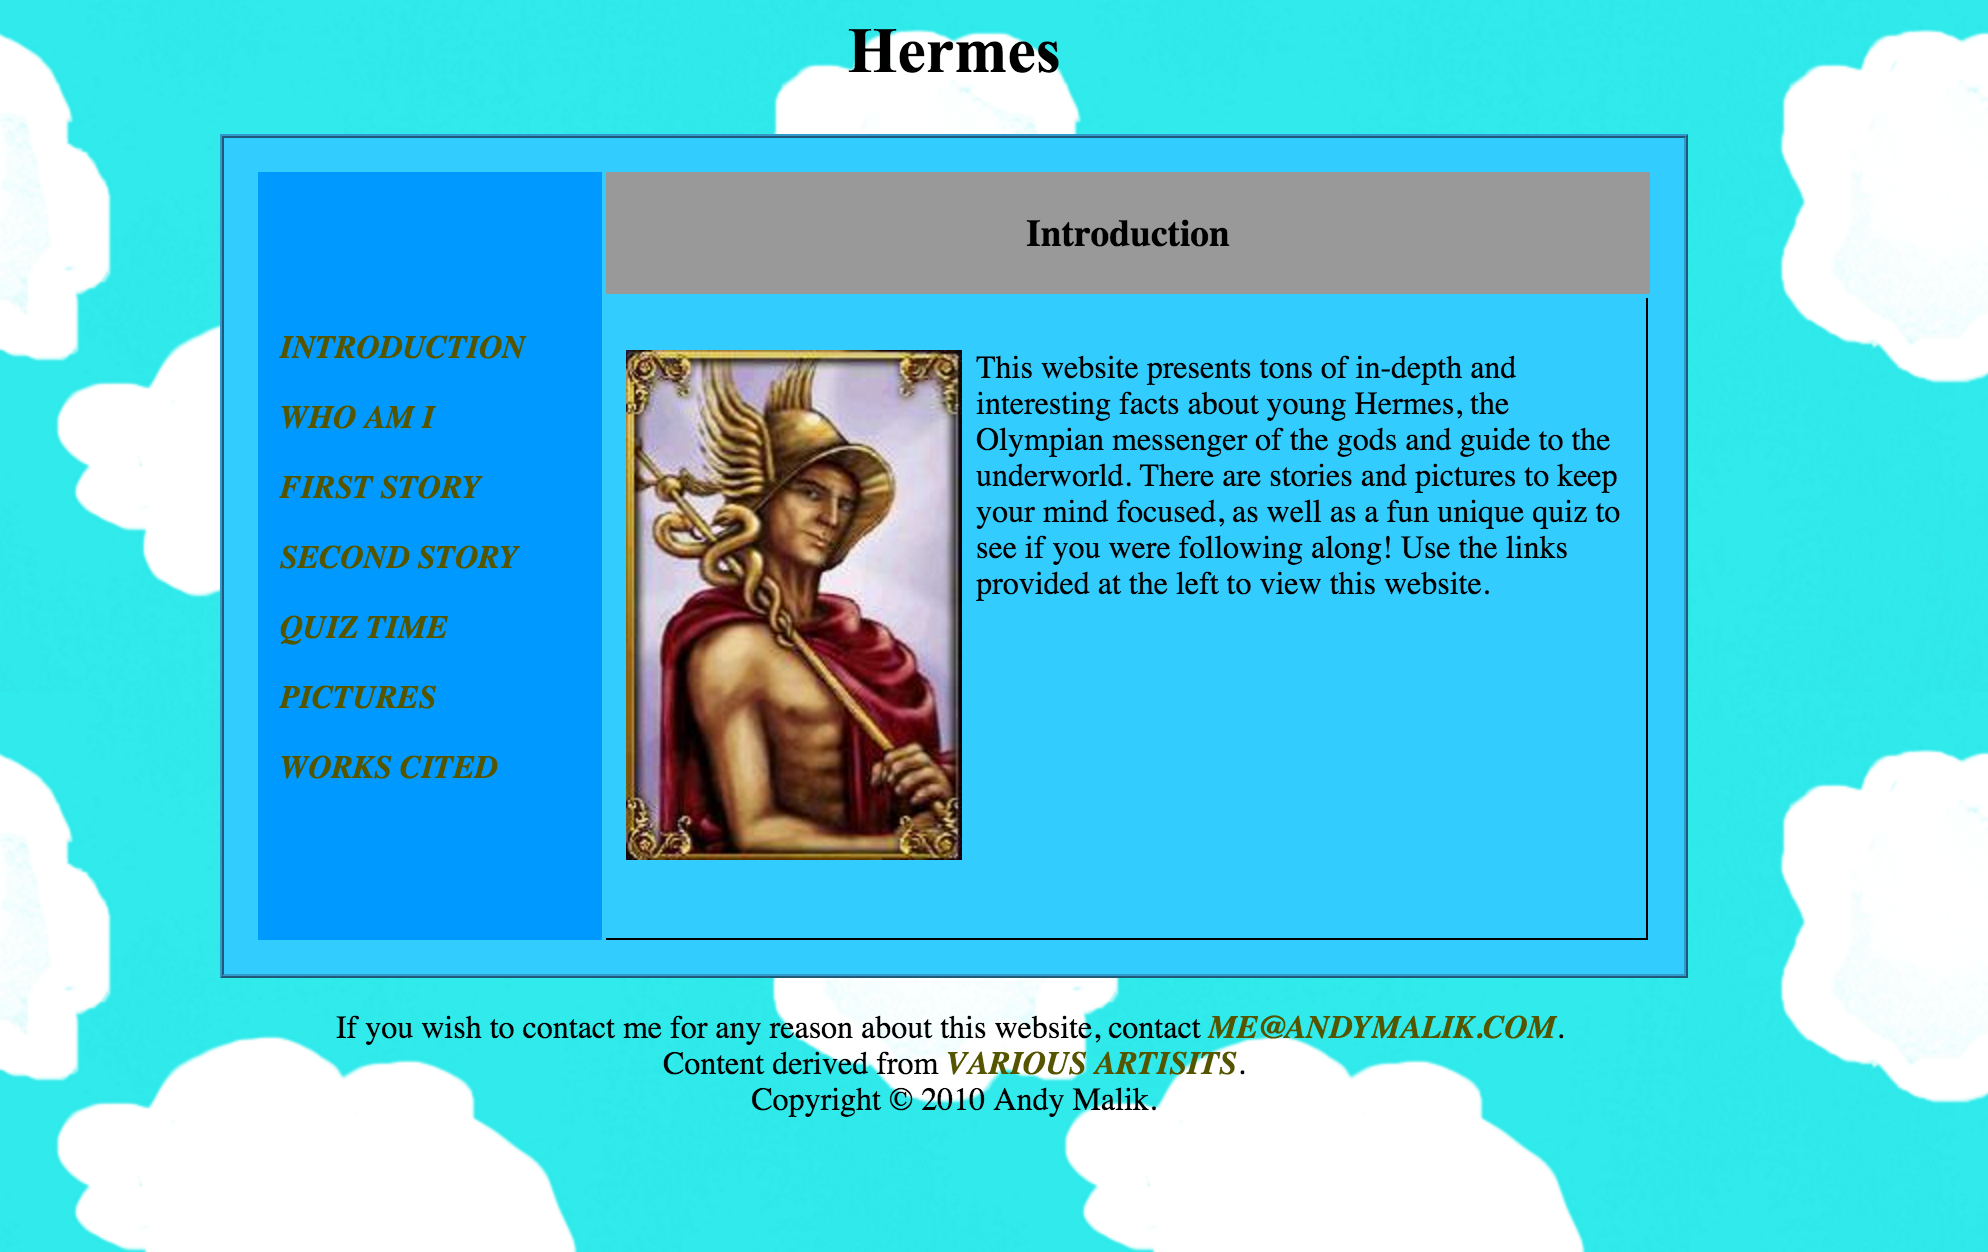 Hermes
Introduction
INTRODUCTION
WHO AM I
FIRST STORY
SECOND STORY
QUIZ TIME
PICTURES
WORKS CITED
This website presents tons of in-depth and
interesting facts about young Hermes, the
Olympian messenger of the gods and guide to the
underworld. There are stories and pictures to keep
your mind focused, as well as a fun unique quiz to
see if you were following along! Use the links
provided at the left to view this website.
If you wish to contact me for any reason about this website, contact ME@ANDYMALIK.COM.
Content derived from VARIOUS ARTISITS.
Copyright © 2010 Andy Malik.